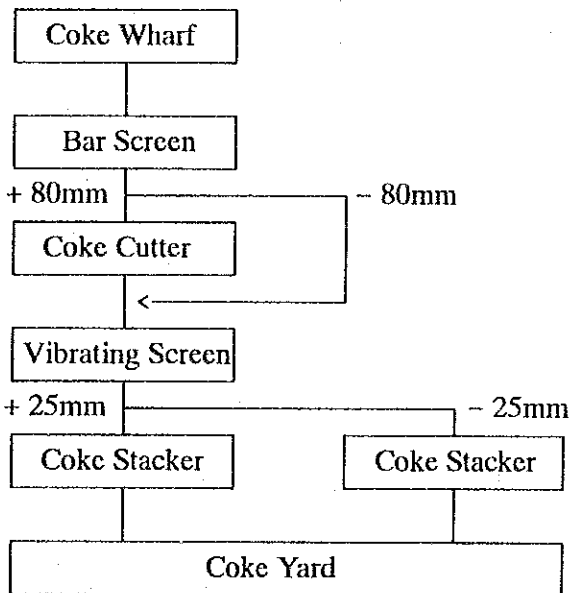 Coke Wharf
Bar Screen
+ 80mm
- 80mm
Coke Cutter
Vibrating Screen
+ 25mm
- 25mm
Coke Stacker
Coke Stacker
Coke Yard